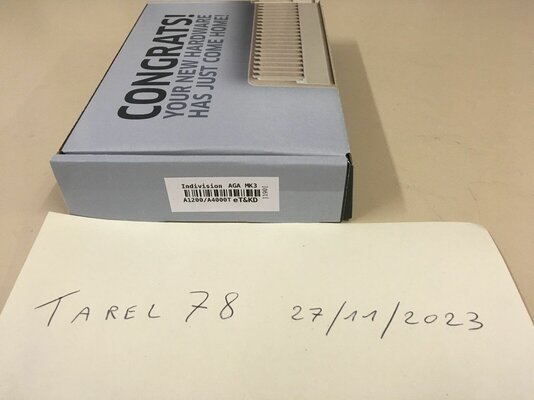 CONGRATS!
YOUR NEW HARDWARE
HAS JUST COME HOME!
Indivision AGA MK3
A1200/A4000T eT&KD
TAREL 78 27/11/2023